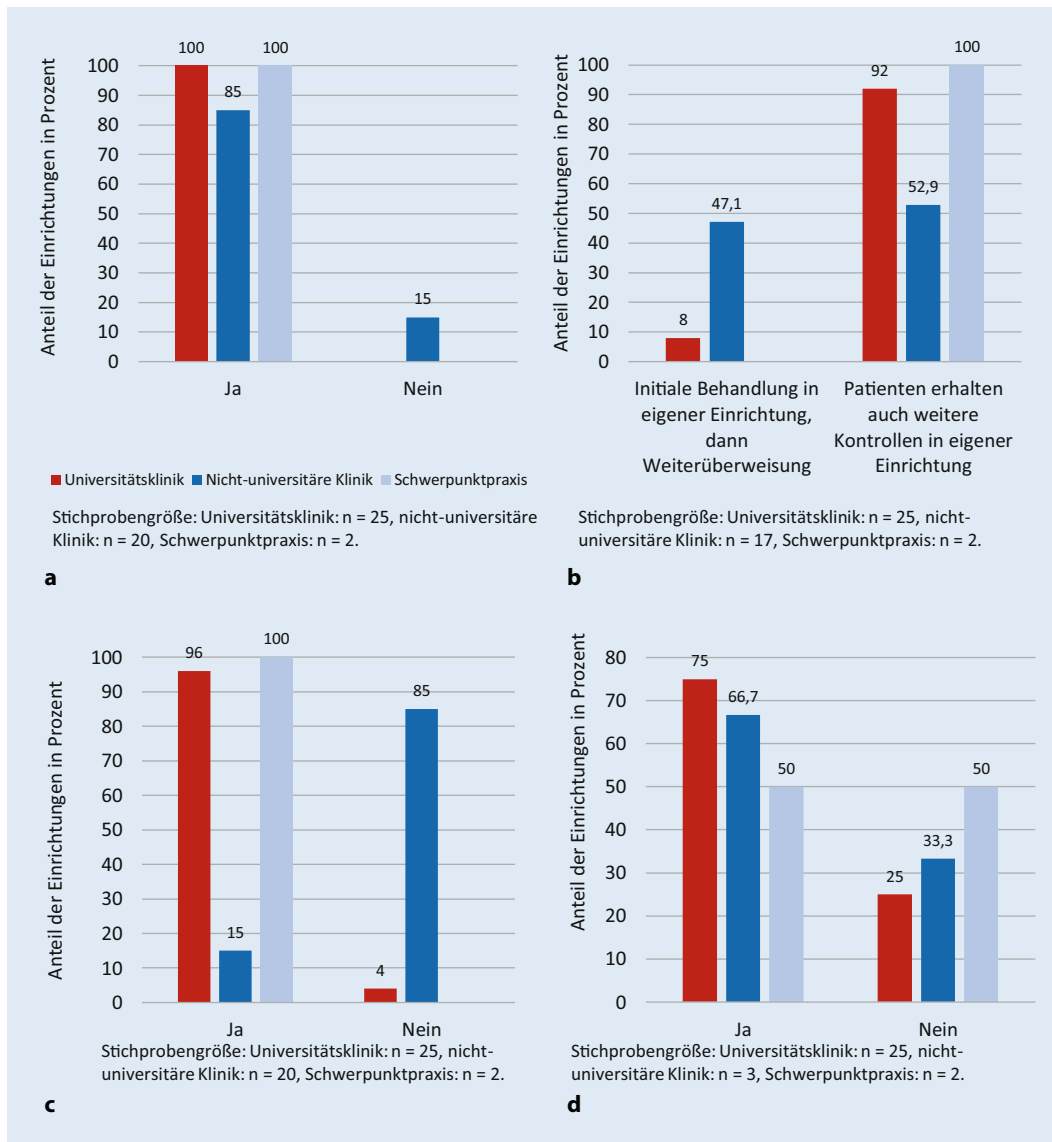 Anteil der Einrichtungen in Prozent
100
90
80
70
60
50
40
30
20
10
0
100
85
100
15
Ja
Nein
Universitätsklinik Nicht-universitäre Klinik Schwerpunktpraxis
Stichprobengröße: Universitätsklinik: n = 25, nicht-universitäre
Klinik: n = 20, Schwerpunktpraxis: n = 2.
a
Anteil der Einrichtungen in Prozent
100
90
80
70
60
50
40
30
20
10
0
8
47,1
92
52,9
100
Initiale Behandlung in
eigener Einrichtung,
dann
Weiterüberweisung
Patienten erhalten
auch weitere
Kontrollen in eigener
Einrichtung
Stichprobengröße: Universitätsklinik: n = 25, nicht-
universitäre Klinik: n = 17, Schwerpunktpraxis: n = 2.
b
Anteil der Einrichtungen in Prozent
100
90
80
70
60
50
40
30
20
10
0
96
15
100
4
85
Ja
Nein
Stichprobengröße: Universitätsklinik: n = 25, nicht-
universitäre Klinik: n = 20, Schwerpunktpraxis: n = 2.
c
Anteil der Einrichtungen in Prozent
80
70
60
50
40
30
20
10
0
75
66,7
50
25
33,3
50
Ja
Nein
Stichprobengröße: Universitätsklinik: n = 25, nicht-
universitäre Klinik: n = 3, Schwerpunktpraxis: n = 2.
d